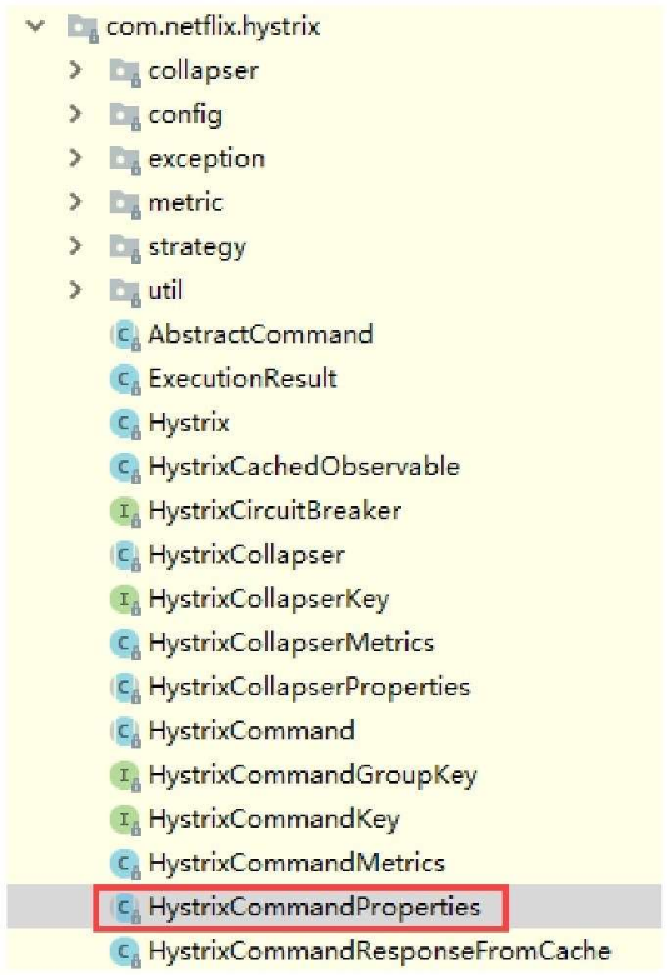 com.netflix.hystrix
collapser
config
exception
metric
strategy
util
AbstractCommand
ExecutionResult
Hystrix
HystrixCachedObservable
HystrixCircuitBreaker
HystrixCollapser
HystrixCollapserKey
HystrixCollapserMetrics
HystrixCollapserProperties
HystrixCommand
HystrixCommandGroupKey
HystrixCommandKey
HystrixCommandMetrics
HystrixCommandProperties
HystrixCommandResponseFromCache